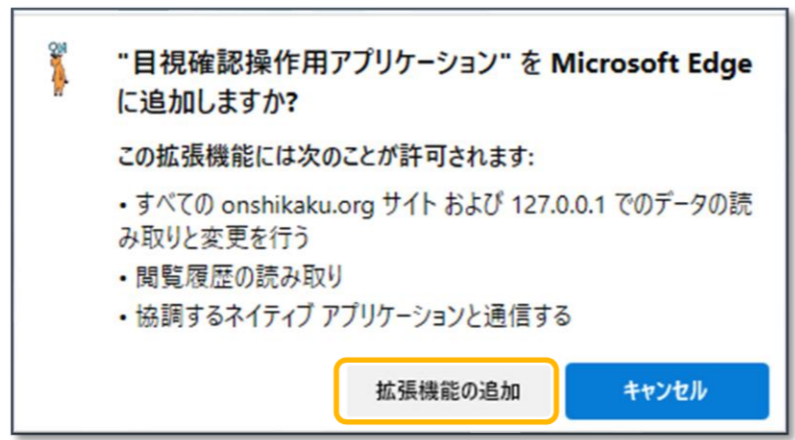 "目視確認操作用アプリケーション" を Microsoft Edge
に追加しますか?
この拡張機能には次のことが許可されます:
• すべての onshikaku.org サイト および 127.0.0.1 でのデータの読
み取りと変更を行う
• 閲覧履歴の読み取り
• 協調するネイティブ アプリケーションと通信する
拡張機能の追加
キャンセル